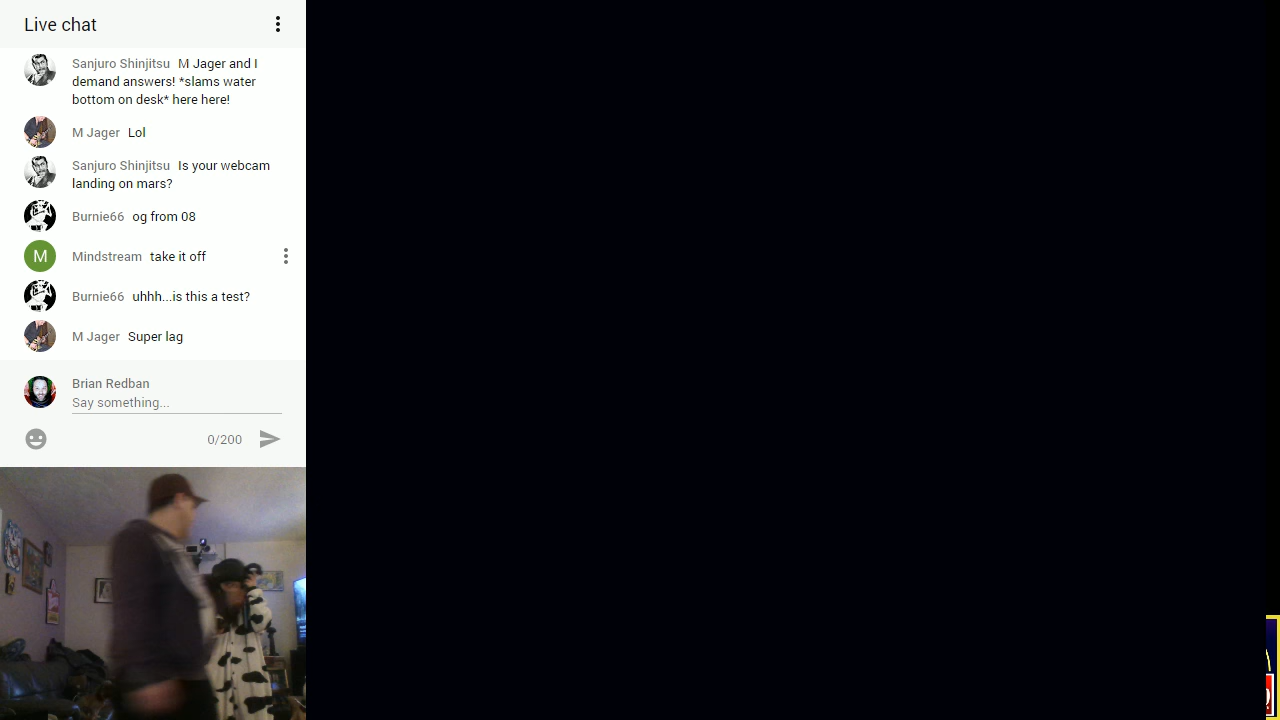 Live chat
Sanjuro Shinjitsu M Jager and I
demand answers! *slams water
bottom on desk* here here!
M Jager Lol
Sanjuro Shinjitsu Is your webcam
landing on mars?
Burnie66 og from 08
M Mindstream take it off
Burnie66 uhhh...is this a test?
M Jager Super lag
Brian Redban
Say something...
0/200